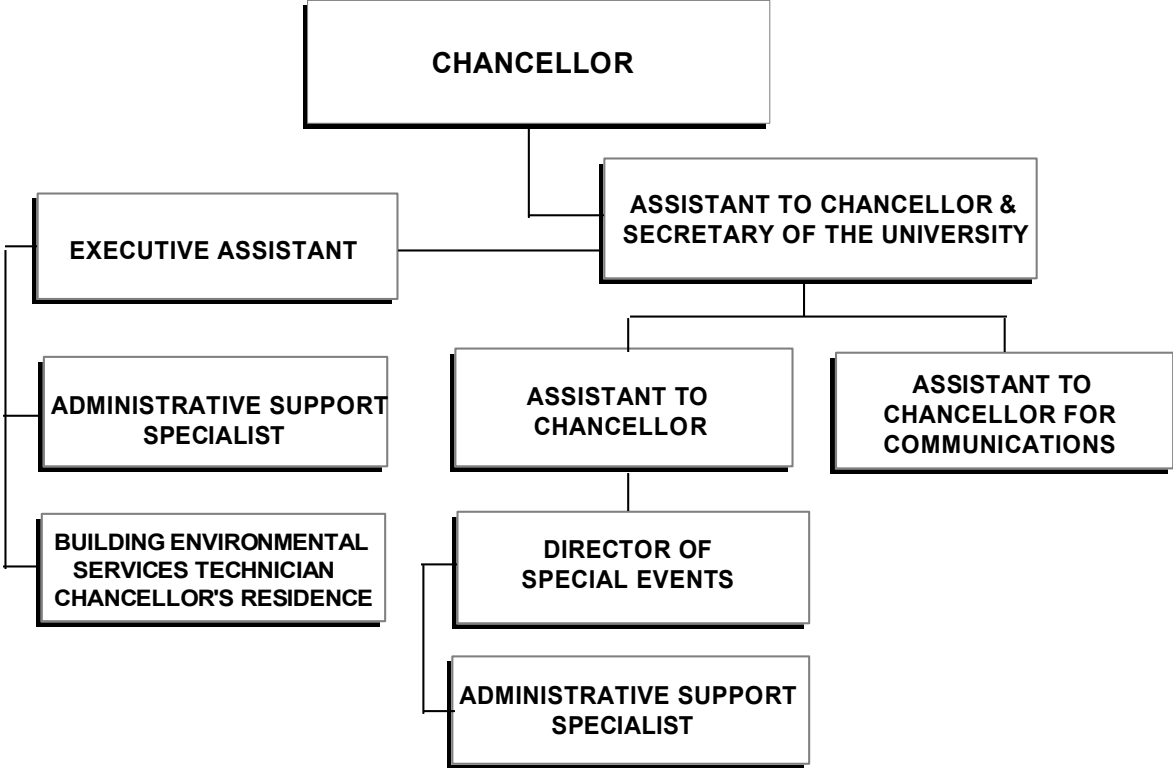 CHANCELLOR
ASSISTANT TO CHANCELLOR &
SECRETARY OF THE UNIVERSITY
EXECUTIVE ASSISTANT
ADMINISTRATIVE SUPPORT
SPECIALIST
BUILDING ENVIRONMENTAL
SERVICES TECHNICIAN
CHANCELLOR'S RESIDENCE
ASSISTANT TO
CHANCELLOR
ASSISTANT TO
CHANCELLOR FOR
COMMUNICATIONS
DIRECTOR OF
SPECIAL EVENTS
ADMINISTRATIVE SUPPORT
SPECIALIST